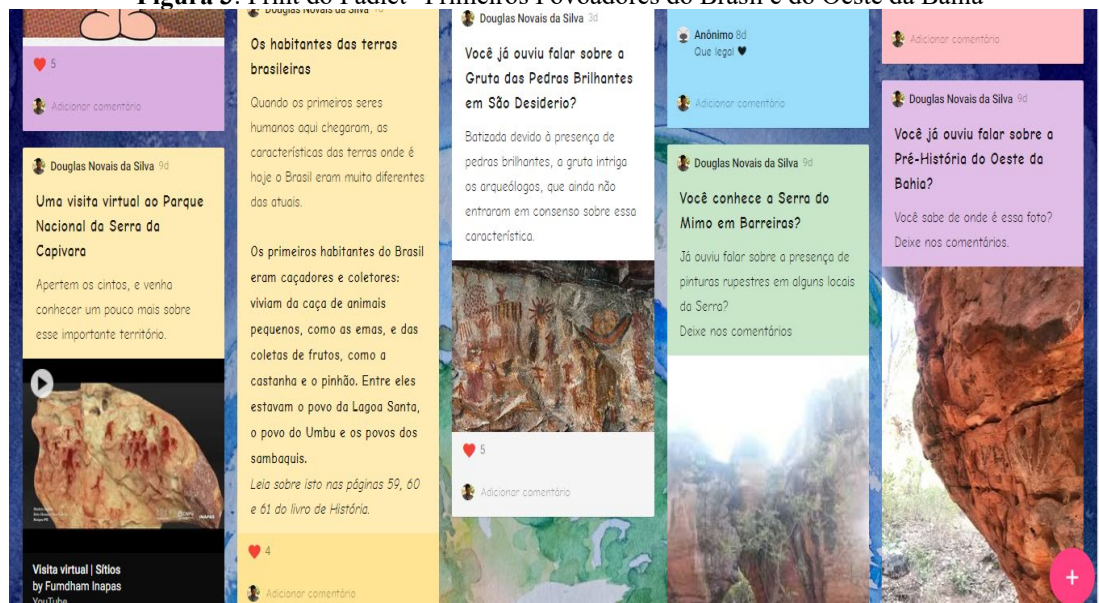 Figura 3: Print do Padlet "Primeiros Povoadores do Brasil e do Oeste da Bahia"
5
Adicionar comentário
Douglas Novais da Silva 9d
Uma visita virtual ao Parque
Nacional da Serra da
Capivara
Apertem os cintos, e venha
conhecer um pouco mais sobre
esse importante território.
Visita virtual | Sítios
by Fumdham Inapas
YouTube
Douglas Novais da Silva
Os habitantes das terras
brasileiras
Quando os primeiros seres
humanos aqui chegaram, as
características das terras onde é
hoje o Brasil eram muito diferentes
das atuais.
Os primeiros habitantes do Brasil
eram caçadores e coletores:
viviam da caça de animais
pequenos, como as emas, e das
coletas de frutos, como a
castanha e o pinhão. Entre eles
estavam o povo da Lagoa Santa,
o povo do Umbu e os povos dos
sambaquis.
Leia sobre isto nas páginas 59, 60
e 61 do livro de História.
4
Adicionar comentário
Douglas Novais da Silva 3d
Você já ouviu falar sobre a
Gruta das Pedras Brilhantes
em São Desiderio?
Batizada devido à presença de
pedras brilhantes, a gruta intriga
os arqueólogos, que ainda não
entraram em consenso sobre essa
característica.
5
Adicionar comentário
Anônimo 8d
Que legal
Adicionar comentário
Douglas Novais da Silva 9d
Você conhece a Serra do
Mimo em Barreiras?
Já ouviu falar sobre a presença de
pinturas rupestres em alguns locais
da Serra?
Deixe nos comentários
Adicionar comentário
Douglas Novais da Silva 9d
Você já ouviu falar sobre a
Pré-História do Oeste da
Bahia?
Você sabe de onde é essa foto?
Deixe nos comentários.
+